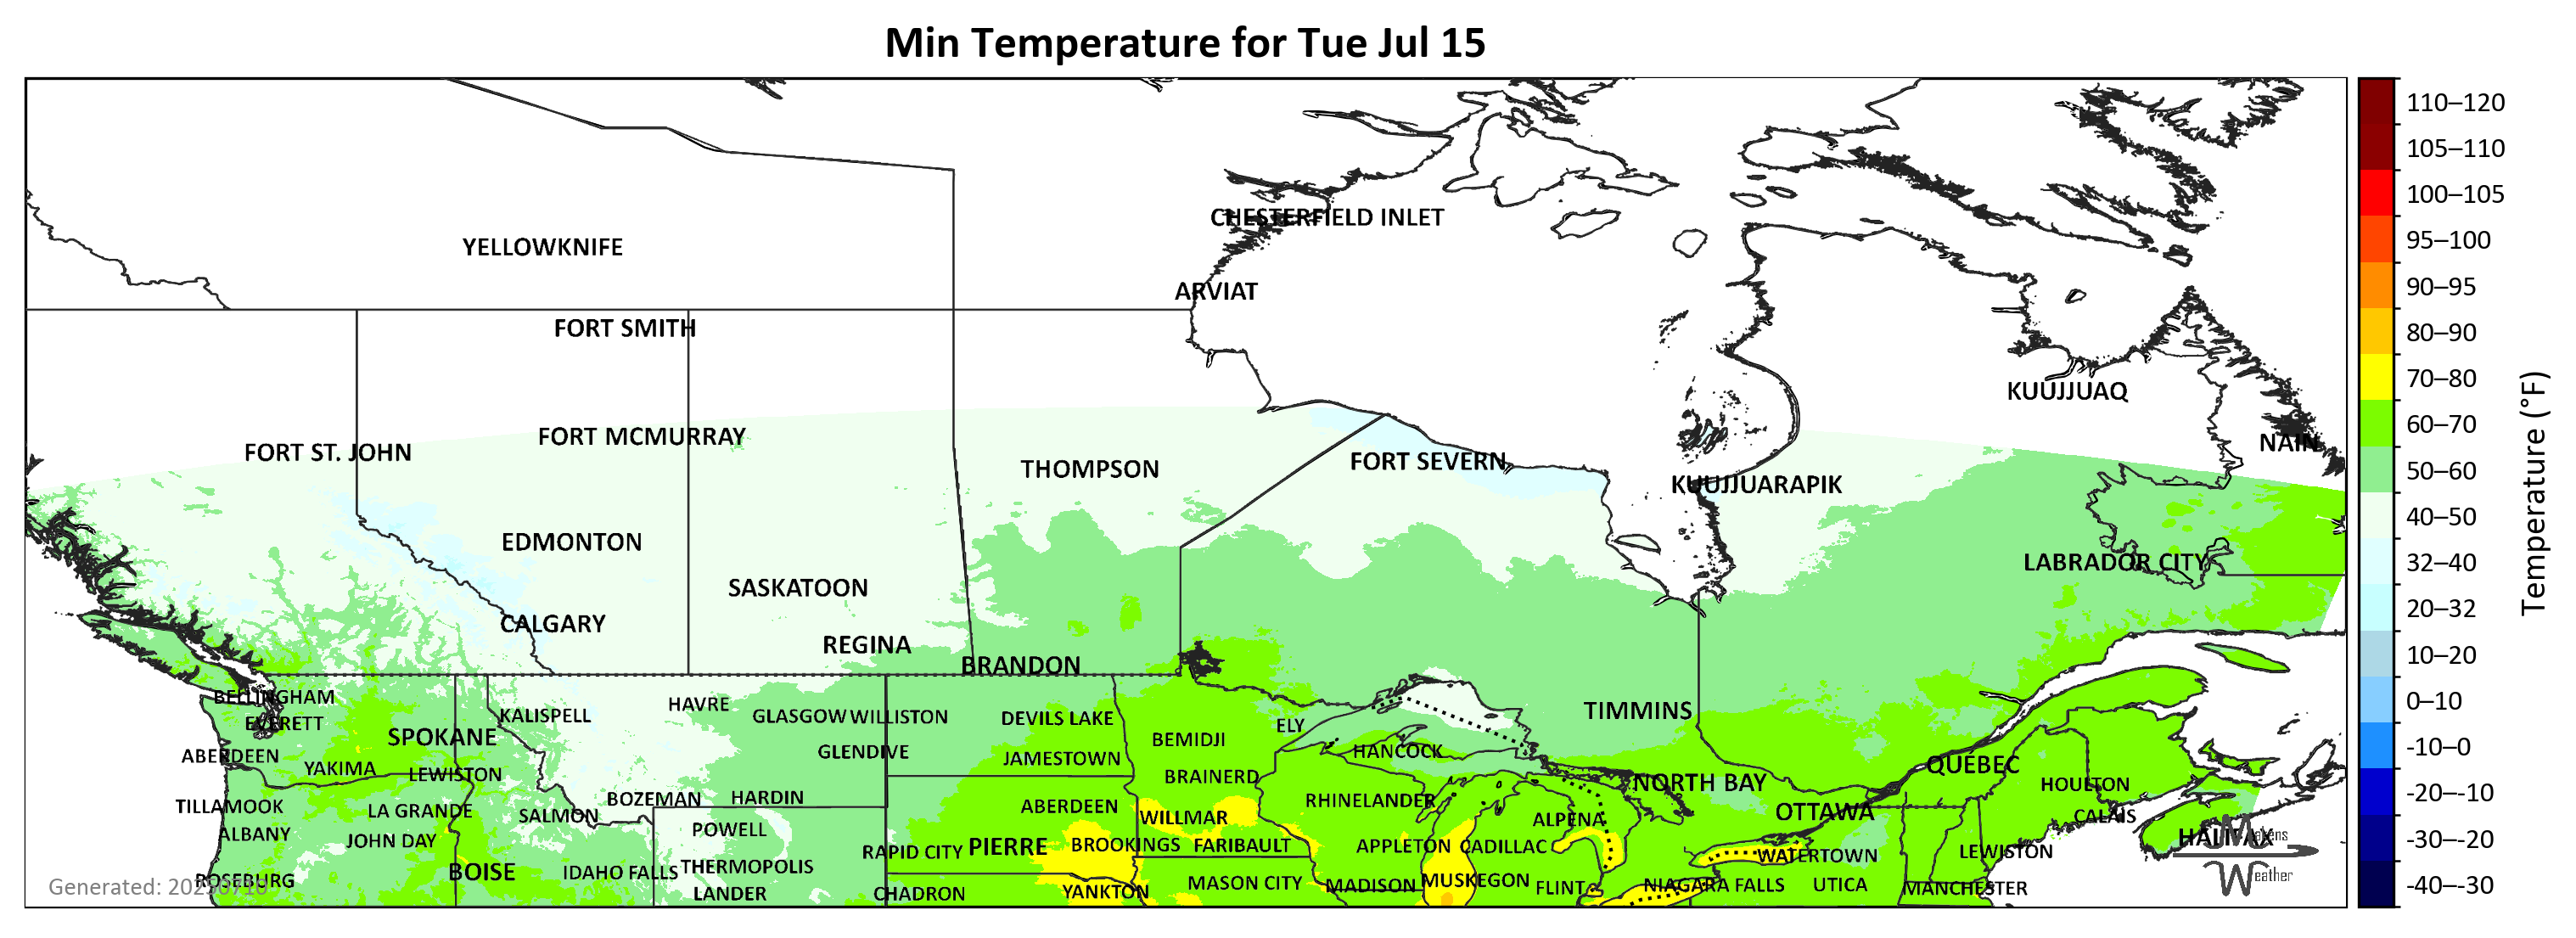 Min Temperature for Tue Jul 15
CHESTERFIELD INLET
YELLOWKNIFE
ARVIAT
FORT SMITH
KUUJJUAQ
FORT MCMURRAY
NAIN
FORT ST. JOHN
FORT SEVERN
THOMPSON
KUUJJUARAPIK
EDMONTON
LABRADOR CITY
SASKATOON
CALGARY
REGINA
BRANDON
BELLINGHAM
HAVRE
TIMMINS
KALISPELL
GLASGOW
WILLISTON
DEVILS LAKE
EVERETT
ELY
SPOKANE
BEMIDJI
HANCOCK
ABERDEEN
GLENDIVE
JAMESTOWN
QUÉBEC
YAKIMA
LEWISTON
BRAINERD
NORTH BAY
HOULTON
BOZEMAN
HARDIN
RHINELANDER
TILLAMOOK
LA GRANDE
ABERDEEN
OTTAWA
SALMON
WILLMAR
ALPENA
CALAIS
ALBANY
POWELL
JOHN DAY
PIERRE
BROOKINGS
FARIBAULT
APPLETON
CADILLAC
HALIFAX
RAPID CITY
WATERTOWN
LEWISTON
THERMOPOLIS
BOISE
IDAHO FALLS
ROSEBURG
MASON CITY
MADISON
MUSKEGON
FLINT
NIAGARA FALLS
UTICA
MANCHESTER
LANDER
CHADRON
YANKTON
Matens
Weather
110–120
105–110
100–105
95–100
90–95
80–90
70–80
60–70
50–60
40–50
32–40
20–32
10–20
0–10
-10–0
-20–-10
-30–-20
-40–-30
Temperature (°F)